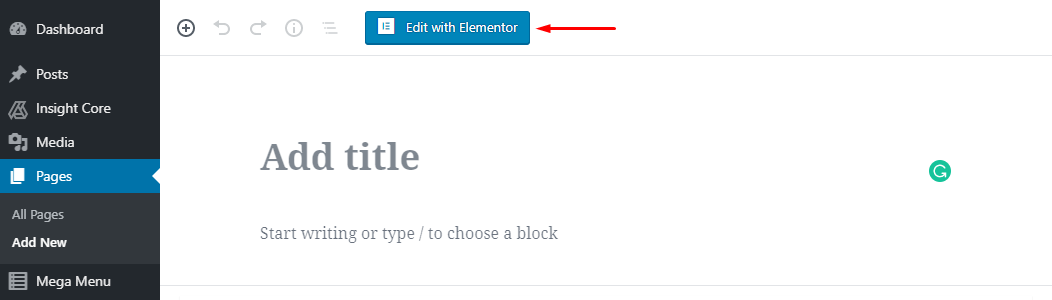 Dashboard
Posts
Insight Core
Media
Pages
All Pages
Add New
Mega Menu
Edit with Elementor
Add title
Start writing or type / to choose a block